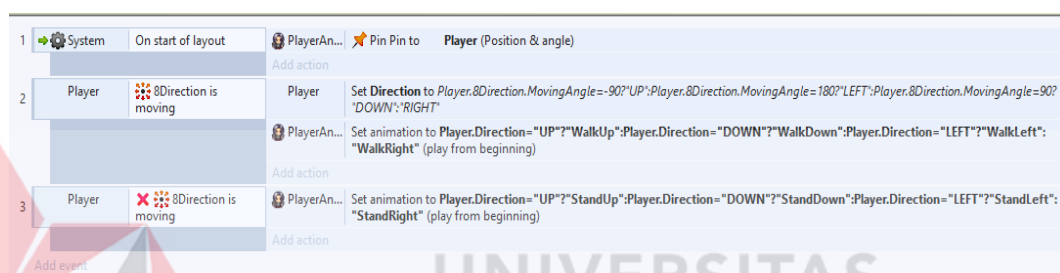 1 System On start of layout PlayerAn... Pin Pin to Player (Position & angle)
Add action
2 Player 8Direction is moving Player Set Direction to Player.8Direction.MovingAngle=-90?"UP":Player.8Direction.MovingAngle=180?"LEFT":Player.8Direction.MovingAngle=90?
"DOWN":"RIGHT"
PlayerAn... Set animation to Player.Direction="UP"?"WalkUp":Player.Direction="DOWN"?"WalkDown":Player.Direction="LEFT"?"WalkLeft":
"WalkRight" (play from beginning)
Add action
3 Player 8Direction is moving PlayerAn... Set animation to Player.Direction="UP"?"StandUp":Player.Direction="DOWN"?"StandDown":Player.Direction="LEFT"?"StandLeft":
"StandRight" (play from beginning)
Add action
Add event
UNIVERSITAS